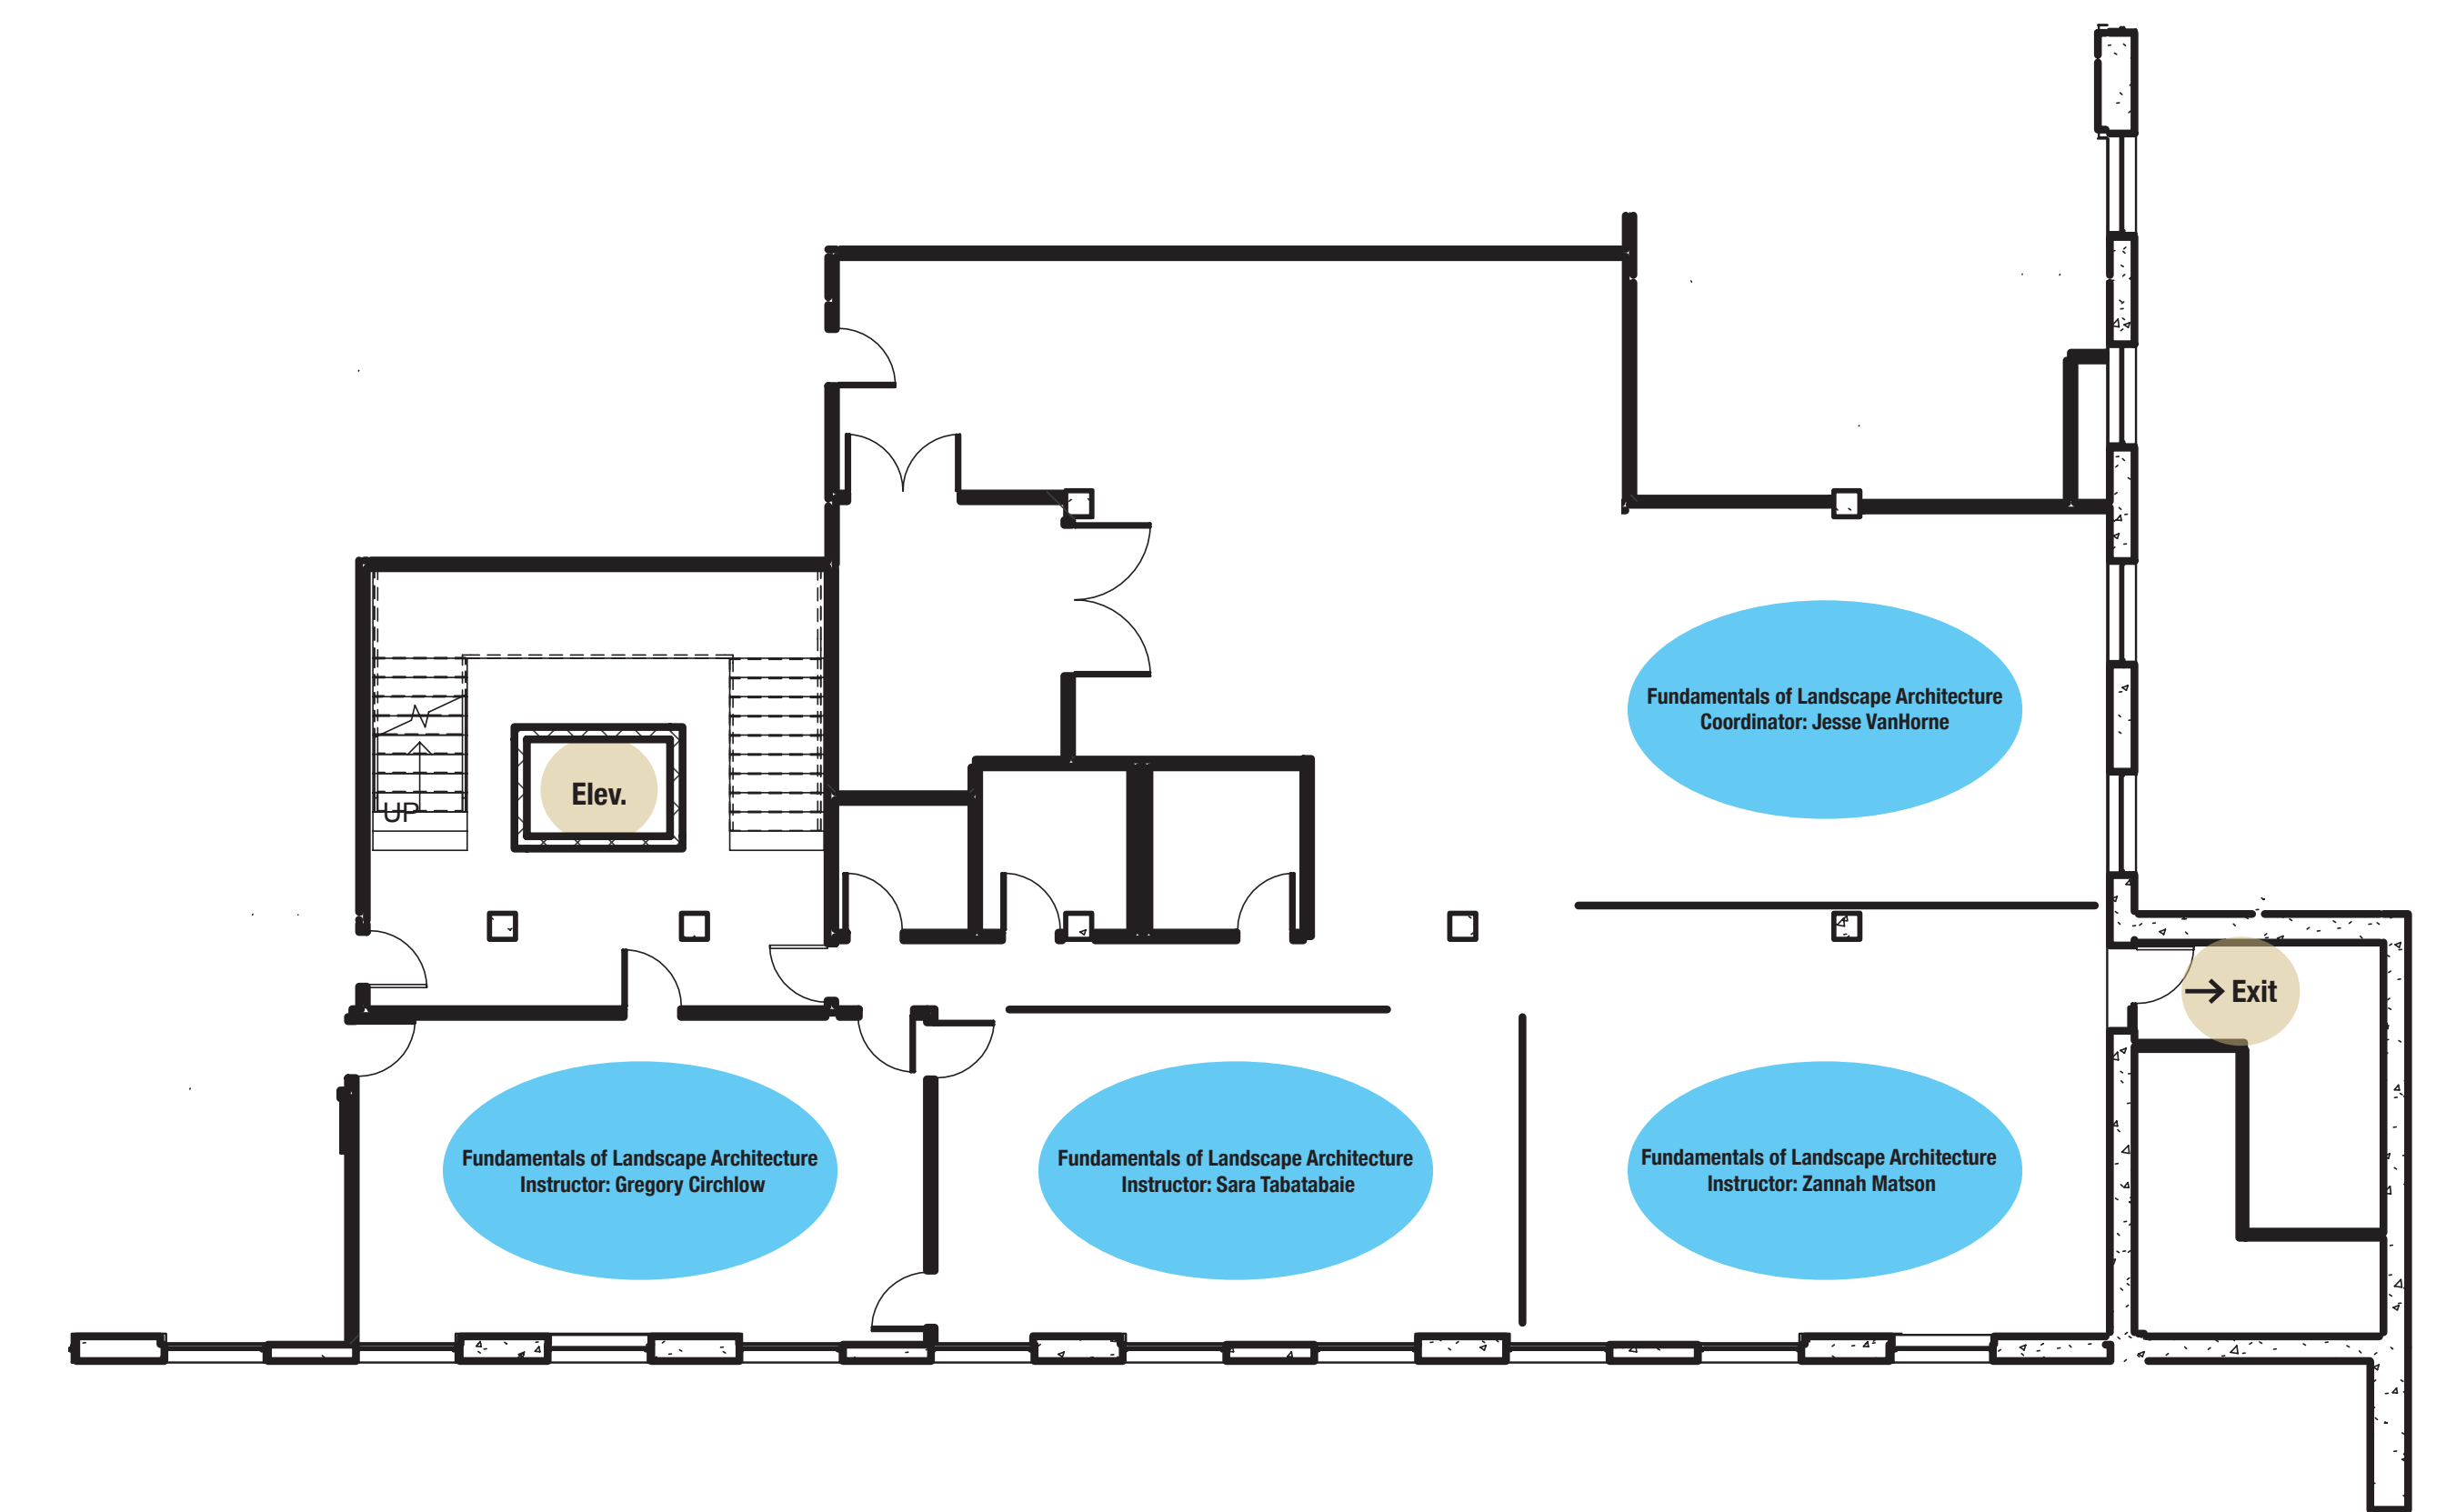 Fundamentals of Landscape Architecture
Coordinator: Jesse VanHorne
Elev.
UP
Exit
Fundamentals of Landscape Architecture
Instructor: Gregory Circhlow
Fundamentals of Landscape Architecture
Instructor: Sara Tabatabaie
Fundamentals of Landscape Architecture
Instructor: Zannah Matson